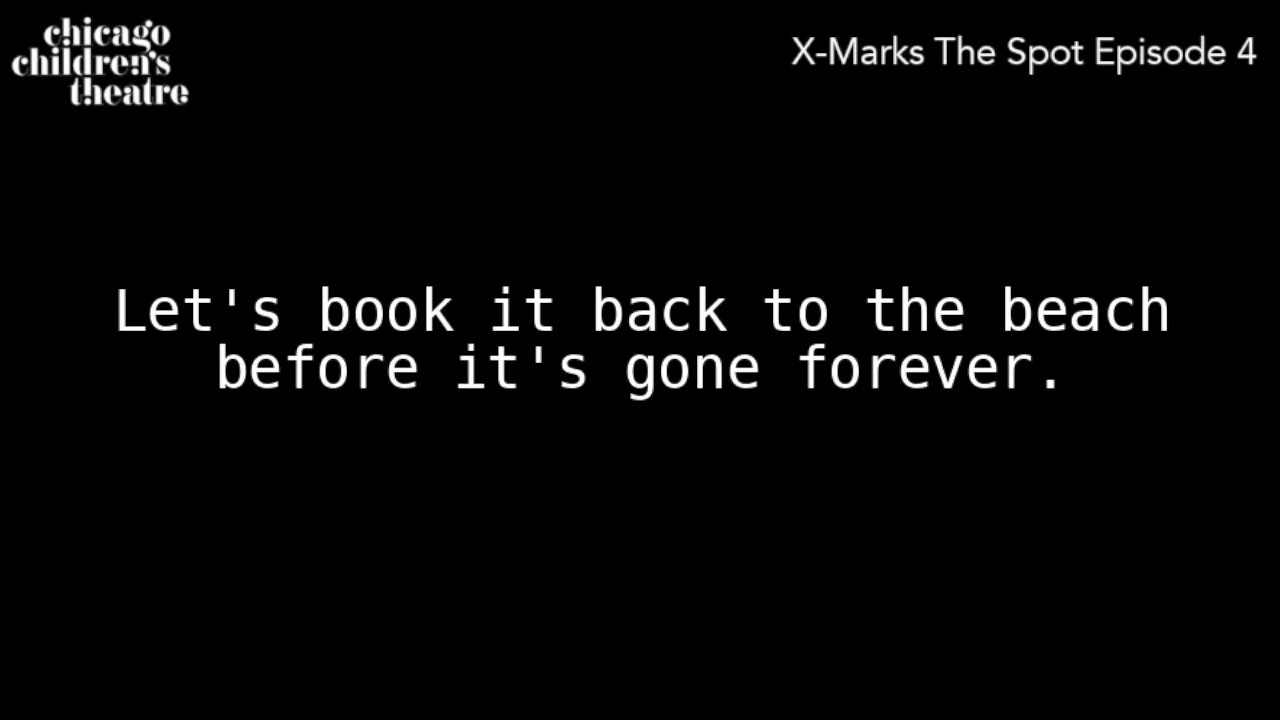 chicago
children's
theatre
X-Marks The Spot Episode 4
Let's book it back to the beach
before it's gone forever.